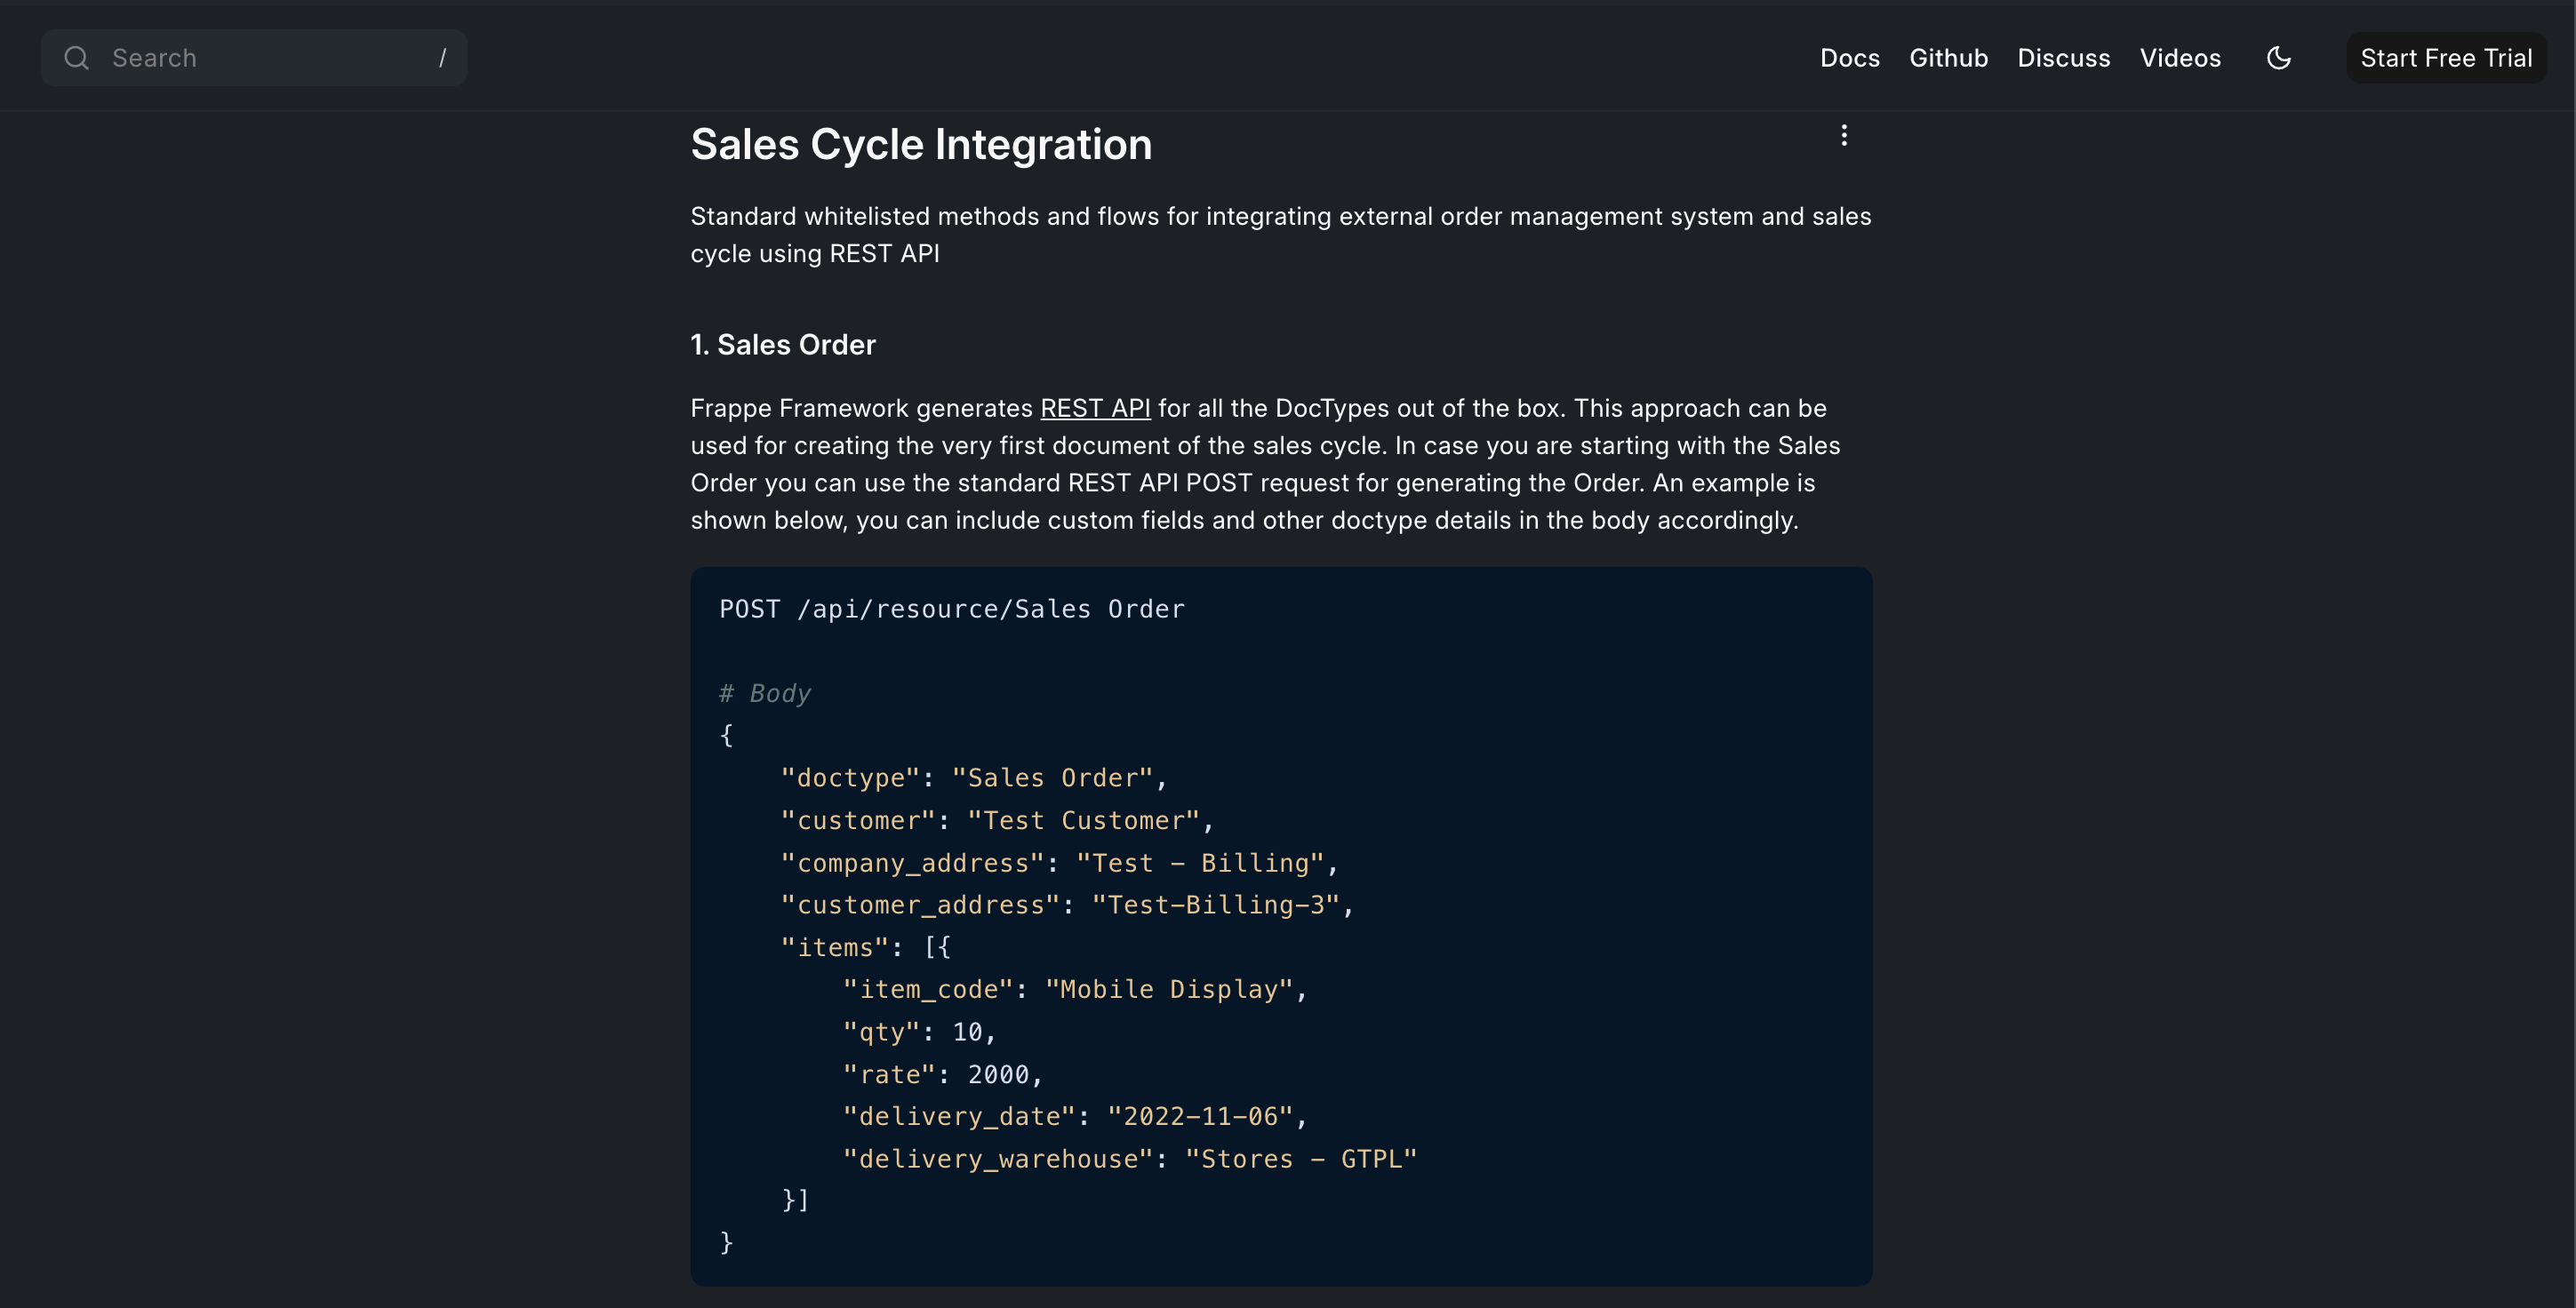 Search /
Docs Github Discuss Videos Start Free Trial
Sales Cycle Integration
Standard whitelisted methods and flows for integrating external order management system and sales
cycle using REST API
1. Sales Order
Frappe Framework generates REST API for all the DocTypes out of the box. This approach can be
used for creating the very first document of the sales cycle. In case you are starting with the Sales
Order you can use the standard REST API POST request for generating the Order. An example is
shown below, you can include custom fields and other doctype details in the body accordingly.
POST /api/resource/Sales Order
# Body
{
    "doctype": "Sales Order",
    "customer": "Test Customer",
    "company_address": "Test - Billing",
    "customer_address": "Test-Billing-3",
    "items": [{
        "item_code": "Mobile Display",
        "qty": 10,
        "rate": 2000,
        "delivery_date": "2022-11-06",
        "delivery_warehouse": "Stores - GTPL"
    }]
}